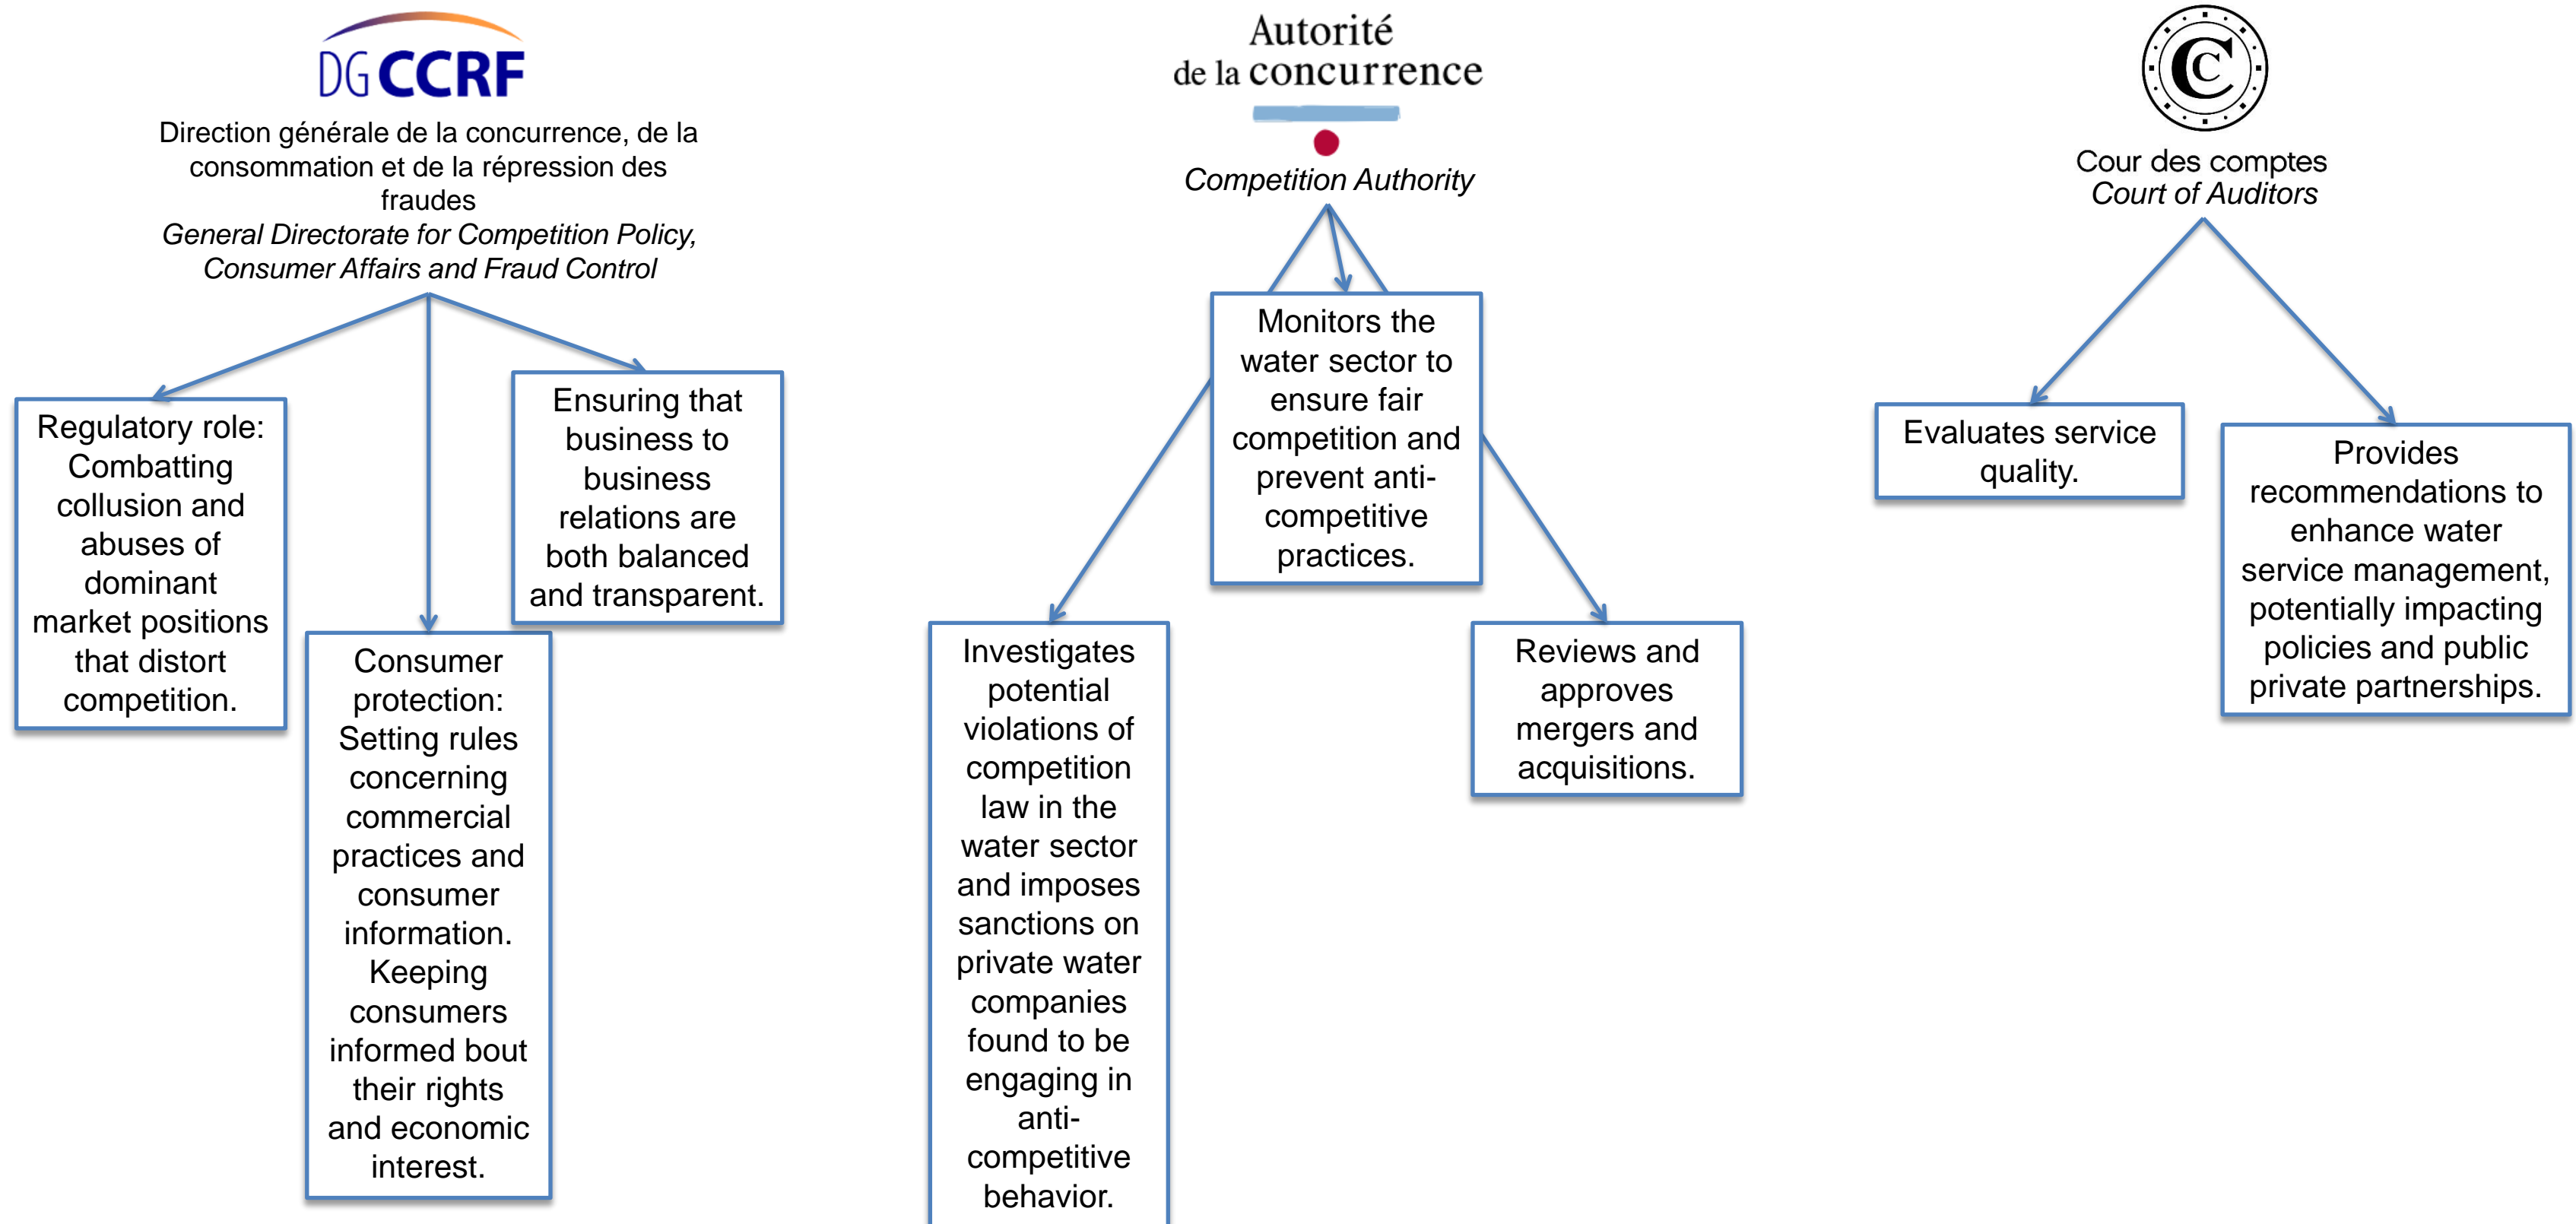 DGCCRF
Direction générale de la concurrence, de la
consommation et de la répression des
fraudes
General Directorate for Competition Policy,
Consumer Affairs and Fraud Control
Regulatory role:
Combatting
collusion and
abuses of
dominant
market positions
that distort
competition.
Consumer
protection:
Setting rules
concerning
commercial
practices and
consumer
information.
Keeping
consumers
informed bout
their rights
and economic
interest.
Ensuring that
business to
business
relations are
both balanced
and transparent.
Autorité
de la concurrence
Competition Authority
Monitors the
water sector to
ensure fair
competition and
prevent anti-
competitive
practices.
Investigates
potential
violations of
competition
law in the
water sector
and imposes
sanctions on
private water
companies
found to be
engaging in
anti-
competitive
behavior.
Reviews and
approves
mergers and
acquisitions.
CC
Cour des comptes
Court of Auditors
Evaluates service
quality.
Provides
recommendations to
enhance water
service management,
potentially impacting
policies and public
private partnerships.